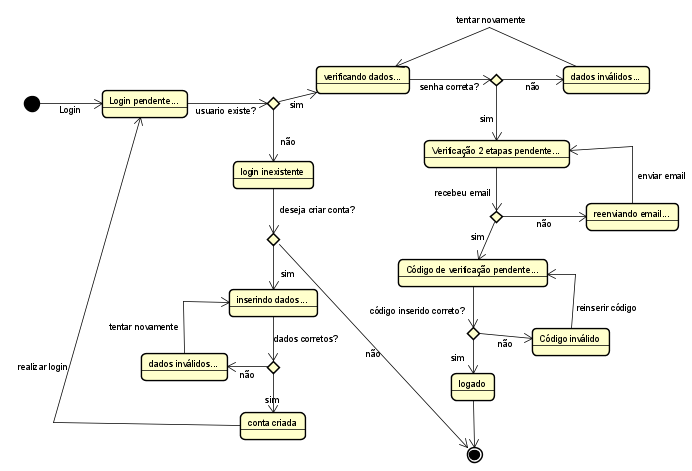 tentar novamente
verificando dados...
senha correta?
não
dados inválidos...
Login
Login pendente...
usuario existe?
sim
não
sim
login inexistente
Verificação 2 etapas pendente...
recebeu email
enviar email
deseja criar conta?
não
reenviando email...
sim
sim
Código de verificação pendente...
inserindo dados...
código inserido correto?
reinserir código
tentar novamente
dados corretos?
não
Código inválido
não
sim
realizar login
dados inválidos...
não
logado
sim
conta criada